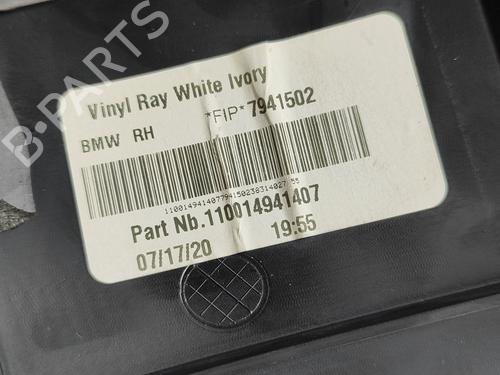 B-PARTS
Vinyl Ray White Ivory
BMW RH *FIP*7941502
110014941407794150238314027 55
Part Nb.110014941407
07/17/20 19:55